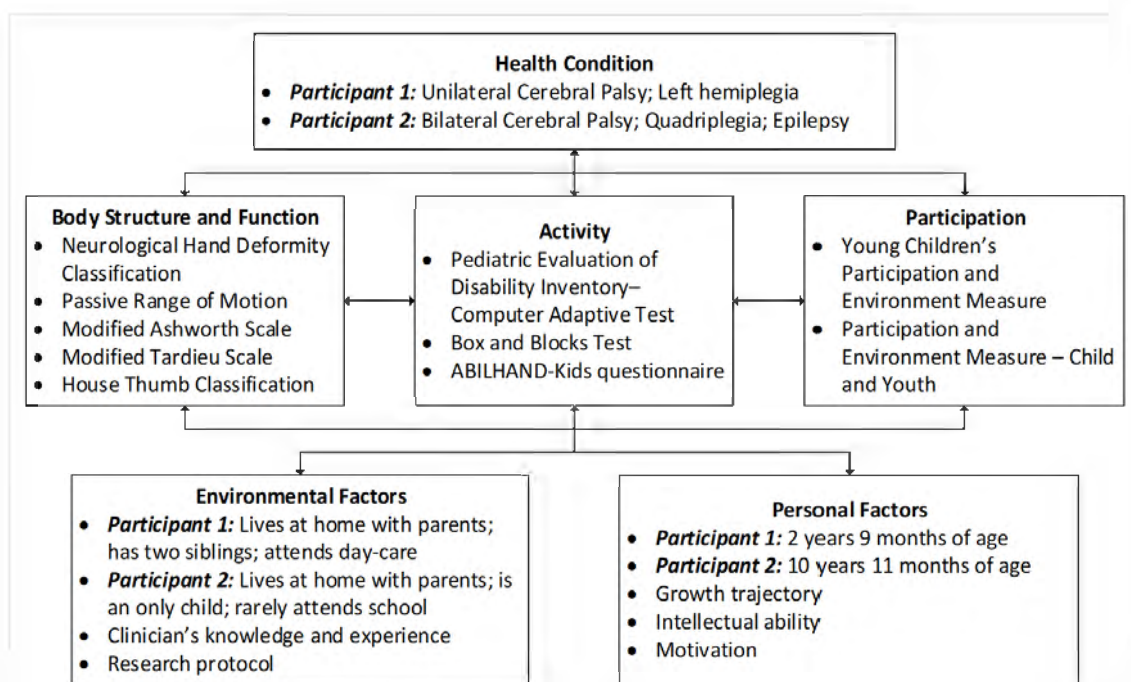 Health Condition
• Participant 1: Unilateral Cerebral Palsy; Left hemiplegia
• Participant 2: Bilateral Cerebral Palsy; Quadriplegia; Epilepsy
Body Structure and Function
• Neurological Hand Deformity
Classification
• Passive Range of Motion
• Modified Ashworth Scale
• Modified Tardieu Scale
• House Thumb Classification
Activity
• Pediatric Evaluation of
Disability Inventory–
Computer Adaptive Test
• Box and Blocks Test
• ABILHAND-Kids questionnaire
Participation
• Young Children's
Participation and
Environment Measure
• Participation and
Environment Measure – Child
and Youth
Environmental Factors
• Participant 1: Lives at home with parents;
has two siblings; attends day-care
• Participant 2: Lives at home with parents; is
an only child; rarely attends school
• Clinician's knowledge and experience
• Research protocol
Personal Factors
• Participant 1: 2 years 9 months of age
• Participant 2: 10 years 11 months of age
• Growth trajectory
• Intellectual ability
• Motivation